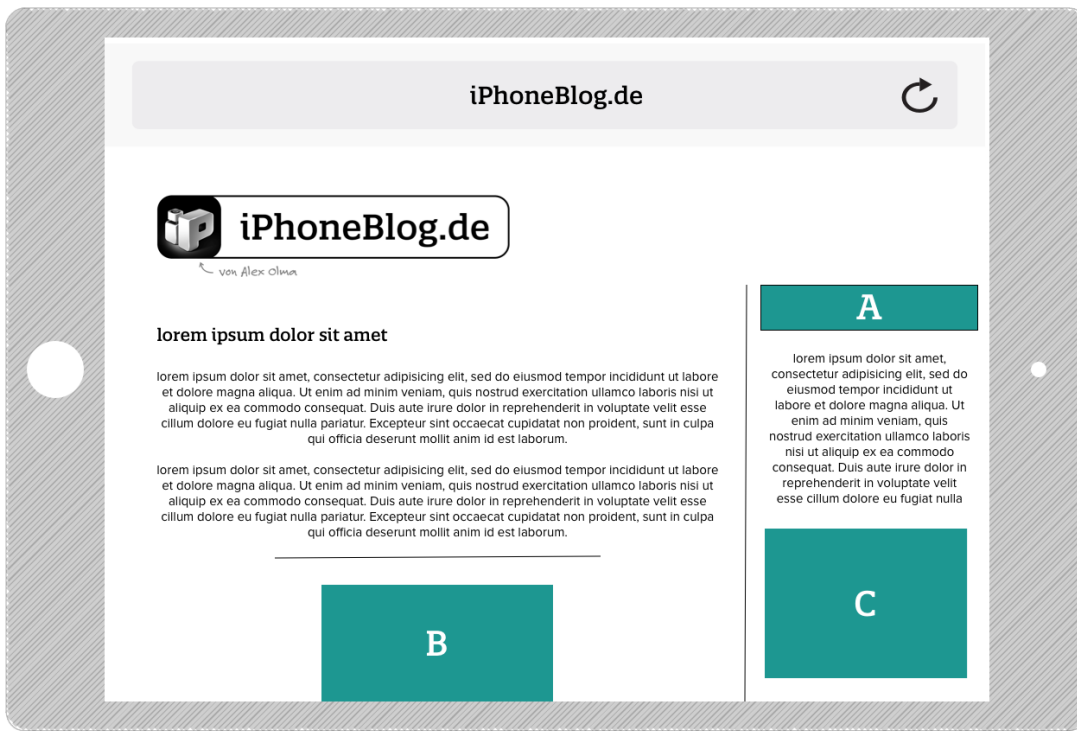 iPhoneBlog.de
iP
iPhoneBlog.de
von Alex Olma
lorem ipsum dolor sit amet
lorem ipsum dolor sit amet, consectetur adipisicing elit, sed do eiusmod tempor incididunt ut labore
et dolore magna aliqua. Ut enim ad minim veniam, quis nostrud exercitation ullamco laboris nisi ut
aliquip ex ea commodo consequat. Duis aute irure dolor in reprehenderit in voluptate velit esse
cillum dolore eu fugiat nulla pariatur. Excepteur sint occaecat cupidatat non proident, sunt in culpa
qui officia deserunt mollit anim id est laborum.
lorem ipsum dolor sit amet, consectetur adipisicing elit, sed do eiusmod tempor incididunt ut labore
et dolore magna aliqua. Ut enim ad minim veniam, quis nostrud exercitation ullamco laboris nisi ut
aliquip ex ea commodo consequat. Duis aute irure dolor in reprehenderit in voluptate velit esse
cillum dolore eu fugiat nulla pariatur. Excepteur sint occaecat cupidatat non proident, sunt in culpa
qui officia deserunt mollit anim id est laborum.
B
A
lorem ipsum dolor sit amet,
consectetur adipisicing elit, sed do
eiusmod tempor incididunt ut
labore et dolore magna aliqua. Ut
enim ad minim veniam, quis
nostrud exercitation ullamco laboris
nisi ut aliquip ex ea commodo
consequat. Duis aute irure dolor in
reprehenderit in voluptate velit
esse cillum dolore eu fugiat nulla
C